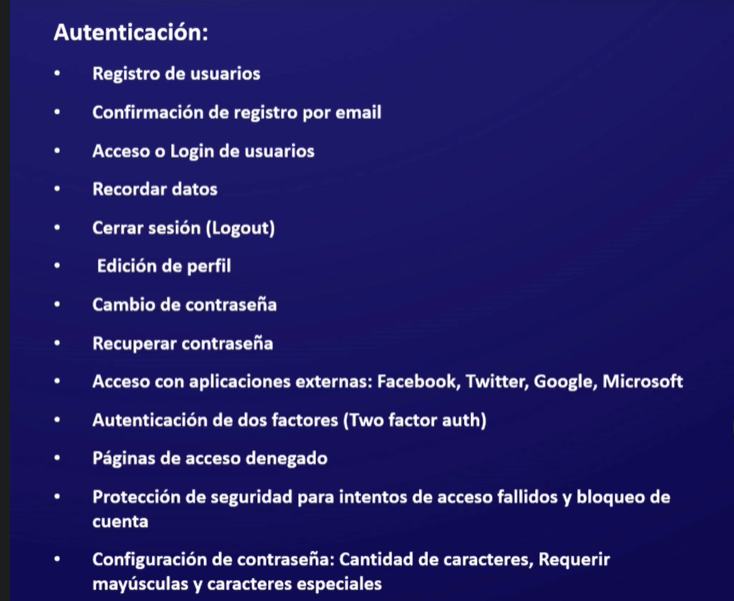 Autenticación:
• Registro de usuarios
• Confirmación de registro por email
• Acceso o Login de usuarios
• Recordar datos
• Cerrar sesión (Logout)
• Edición de perfil
• Cambio de contraseña
• Recuperar contraseña
• Acceso con aplicaciones externas: Facebook, Twitter, Google, Microsoft
• Autenticación de dos factores (Two factor auth)
• Páginas de acceso denegado
• Protección de seguridad para intentos de acceso fallidos y bloqueo de
cuenta
• Configuración de contraseña: Cantidad de caracteres, Requerir
mayúsculas y caracteres especiales